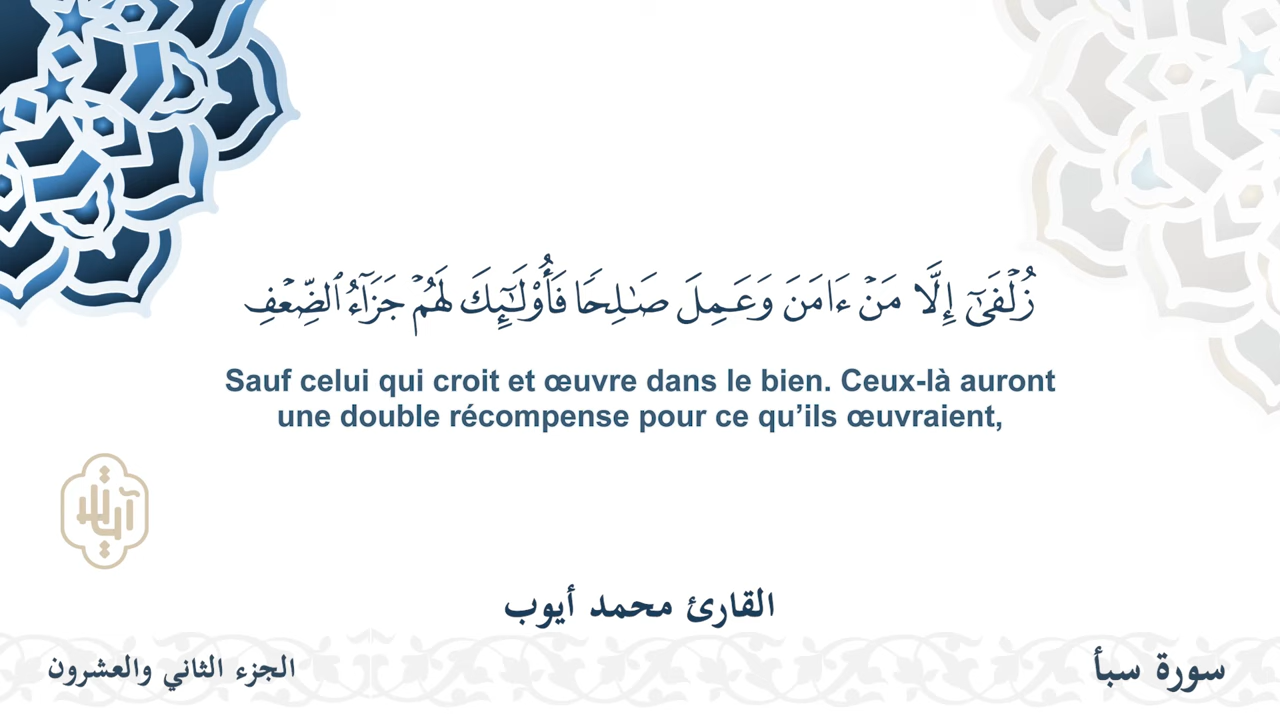 زُلْفَىٰٓ إِلَّا مَنْ ءَامَنَ وَعَمِلَ صَـٰلِحًا فَأُو۟لَـٰٓئِكَ لَهُمْ جَزَآءُ ٱلضِّعْفِ
Sauf celui qui croit et œuvre dans le bien. Ceux-là auront
une double récompense pour ce qu’ils œuvraient,
القارئ محمد أيوب
سورة سبأ
الجزء الثاني والعشرون